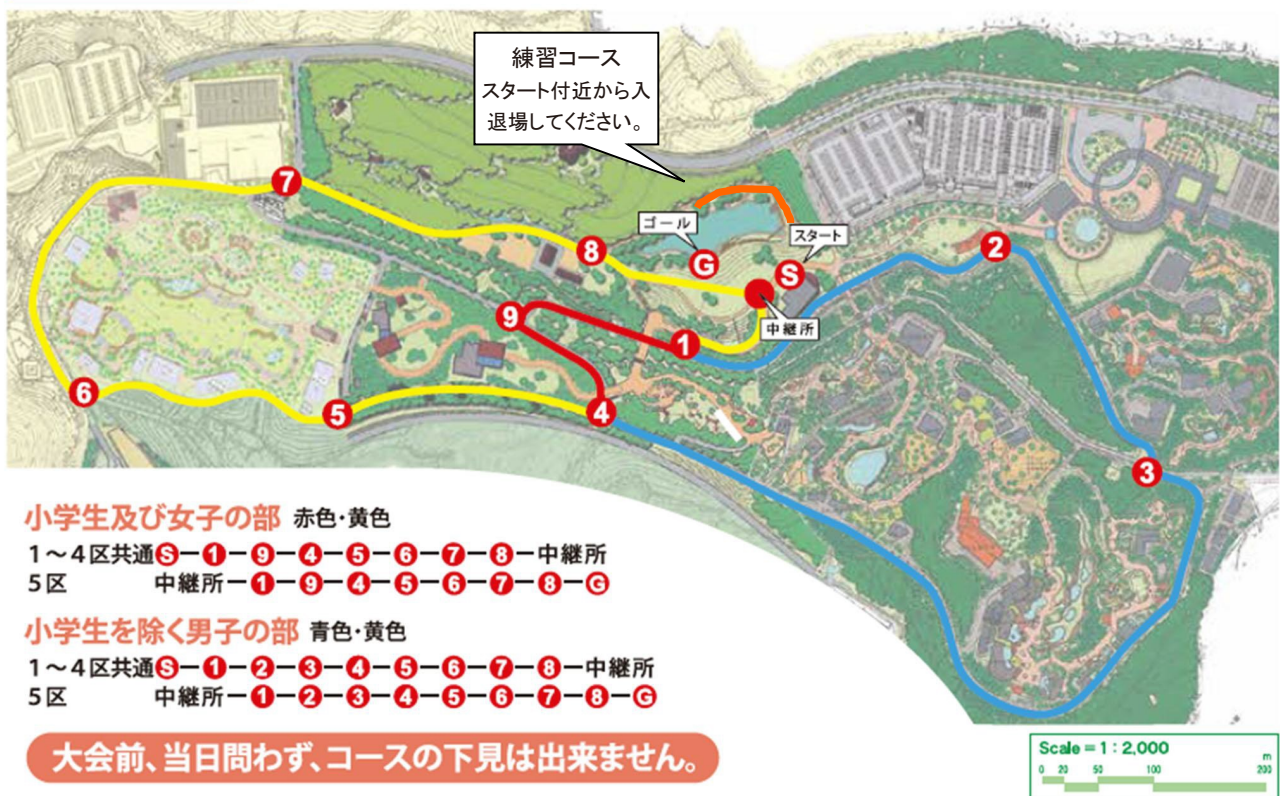 練習コース
スタート付近から入
退場してください。
ゴール
スタート
7
8
G
S
2
中継所
9
1
6
5
4
3
小学生及び女子の部 赤色・黄色
1～4区共通S－1－9－4－5－6－7－8－中継所
5区 中継所－1－9－4－5－6－7－8－G
小学生を除く男子の部 青色・黄色
1～4区共通S－1－2－3－4－5－6－7－8－中継所
5区 中継所－1－2－3－4－5－6－7－8－G
大会前、当日問わず、コースの下見は出来ません。
Scale = 1 : 2,000
m
0 20 50 100 200